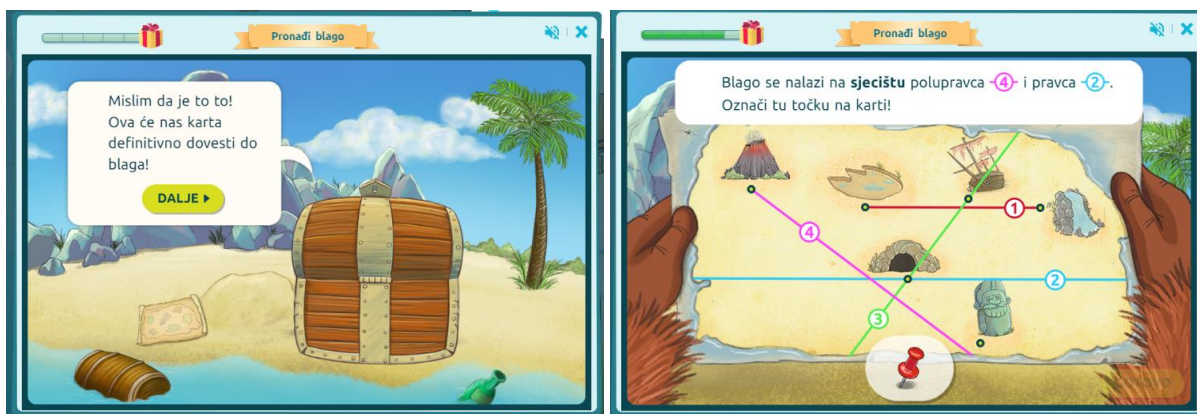 Pronađi blago
Mislim da je to to!
Ova će nas karta
definitivno dovesti do
blaga!
DALJE
Pronađi blago
Blago se nalazi na sjecištu polupravca 4 i pravca 2.
Označi tu točku na karti!
1
4
2
3